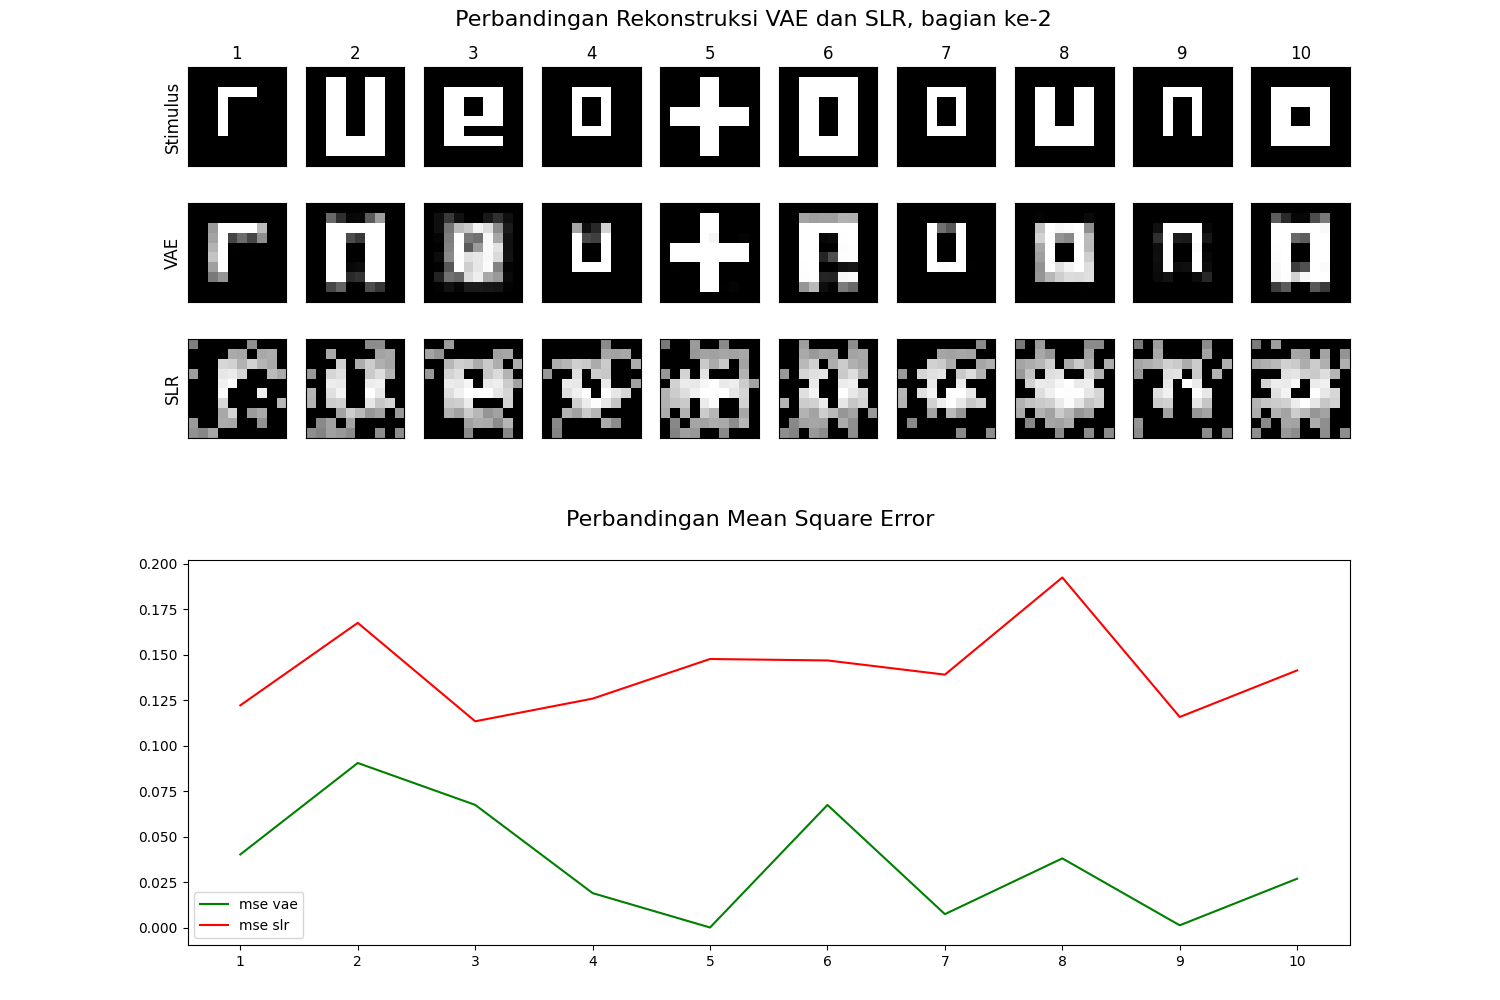 Perbandingan Rekonstruksi VAE dan SLR, bagian ke-2
1 2 3 4 5 6 7 8 9 10
Stimulus
VAE
SLR
Perbandingan Mean Square Error
0.200
0.175
0.150
0.125
0.100
0.075
0.050
0.025
0.000
mse vae
mse slr
1 2 3 4 5 6 7 8 9 10